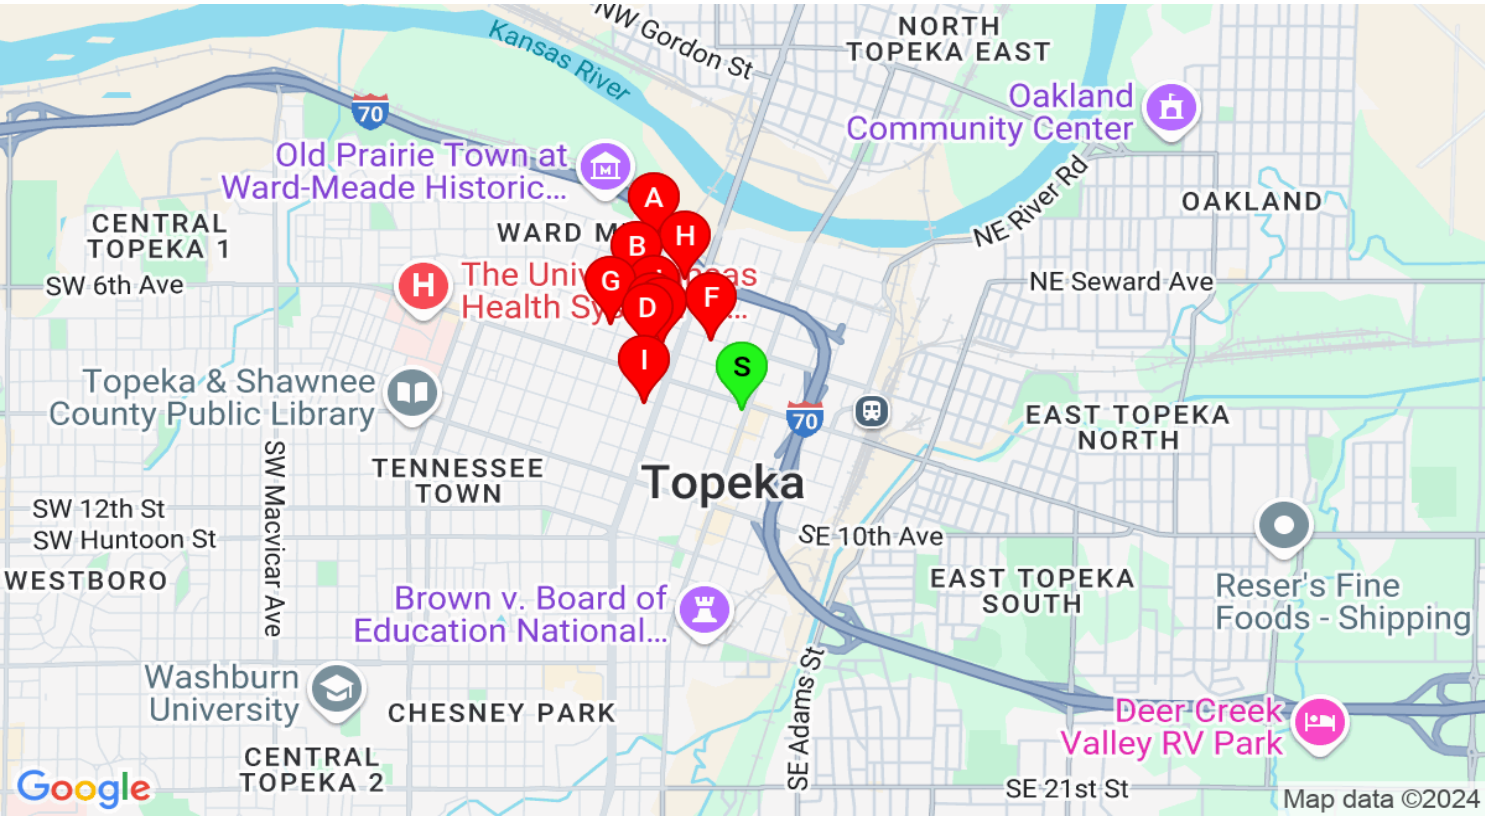 NW Gordon St
NORTH
TOPEKA EAST
Kansas River
Oakland
Community Center
70
Old Prairie Town at
Ward-Meade Historic...
A
NE River Rd
OAKLAND
CENTRAL
TOPEKA 1
WARD M
B
H
SW 6th Ave
H
The Univ
Health Sy
G
F
D
NE Seward Ave
I
S
Topeka & Shawnee
County Public Library
70
EAST TOPEKA
NORTH
SW Macvicar Ave
TENNESSEE
TOWN
Topeka
SW 12th St
SW Huntoon St
SE 10th Ave
WESTBORO
EAST TOPEKA
SOUTH
Reser's Fine
Foods - Shipping
Brown v. Board of
Education National...
Washburn
University
SE Adams St
CHESNEY PARK
Deer Creek
Valley RV Park
CENTRAL
TOPEKA 2
SE 21st St
Google
Map data ©2024